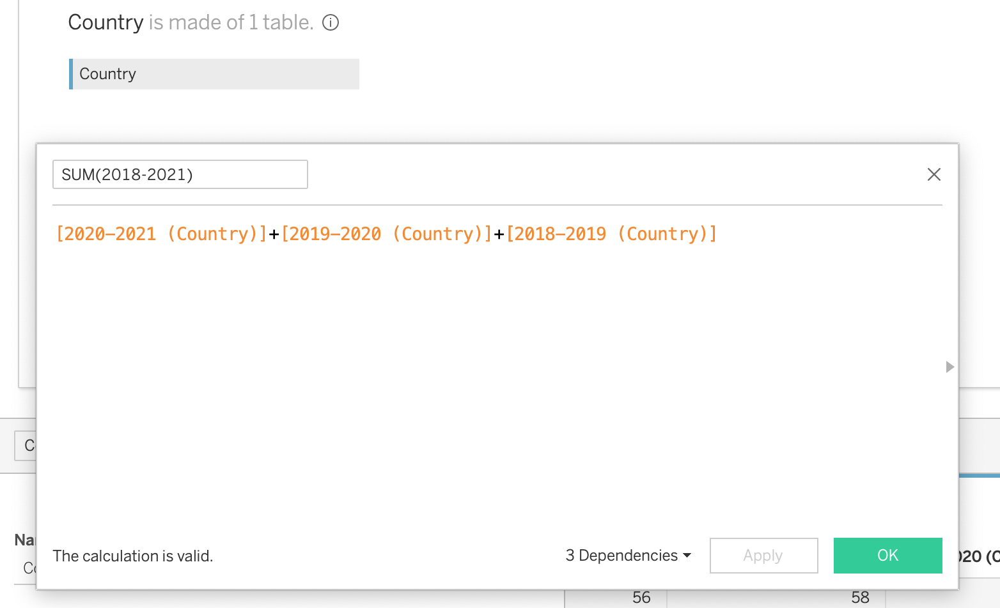 Country is made of 1 table.
Country
SUM(2018-2021)
[2020–2021 (Country)]+[2019–2020 (Country)]+[2018–2019 (Country)]
C
Na
The calculation is valid.
3 Dependencies
Apply
OK
020 (C
Co
56
58